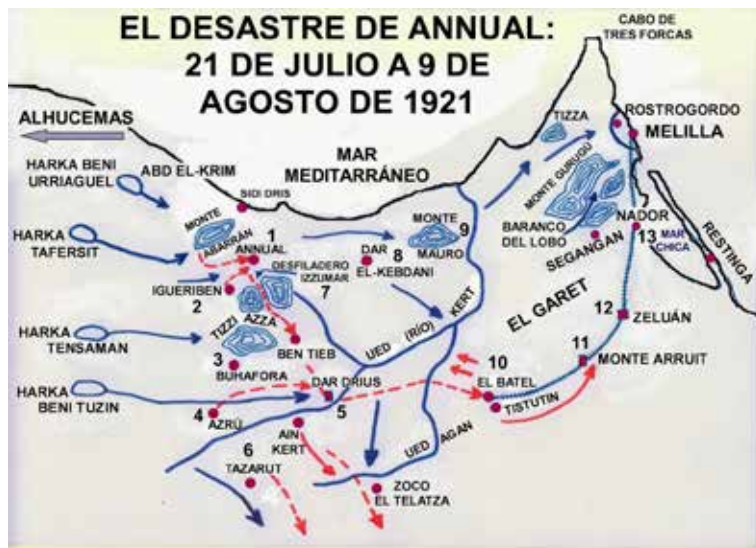 EL DESASTRE DE ANNUAL:
21 DE JULIO A 9 DE
AGOSTO DE 1921
CABO DE
TRES FORCAS
ALHUCEMAS
TIZZA
ROSTROGORDO
MELILLA
HARKA BENI
URRIAGUEL
ABD EL-KRIM
MAR
MEDITARRÁNEO
SIDI DRIS
MONTE GURUGÚ
MONTE
ABARRÁN
1
ANNUAL
MONTE
MAURO
9
BARANCO
DEL LOBO
NADOR
13
MAR
CHICA
RESTINGA
HARKA
TAFERSIT
DAR
8
EL-KEBDANI
SEGANGAN
DESFILADERO
IZZUMAR
7
IGUERIBEN
2
EL GARET
TIZZI
AZZA
UED (RÍO) KERT
12
ZELUÁN
HARKA
TENSAMAN
BEN TIEB
3
BUHAFORA
10
11
MONTE ARRUIT
HARKA
BENI TUZIN
DAR DRIUS
5
EL BATEL
TISTUTIN
4
AZRÚ
AIN
KERT
UED AGAN
6
TAZARUT
ZOCO
EL TELATZA